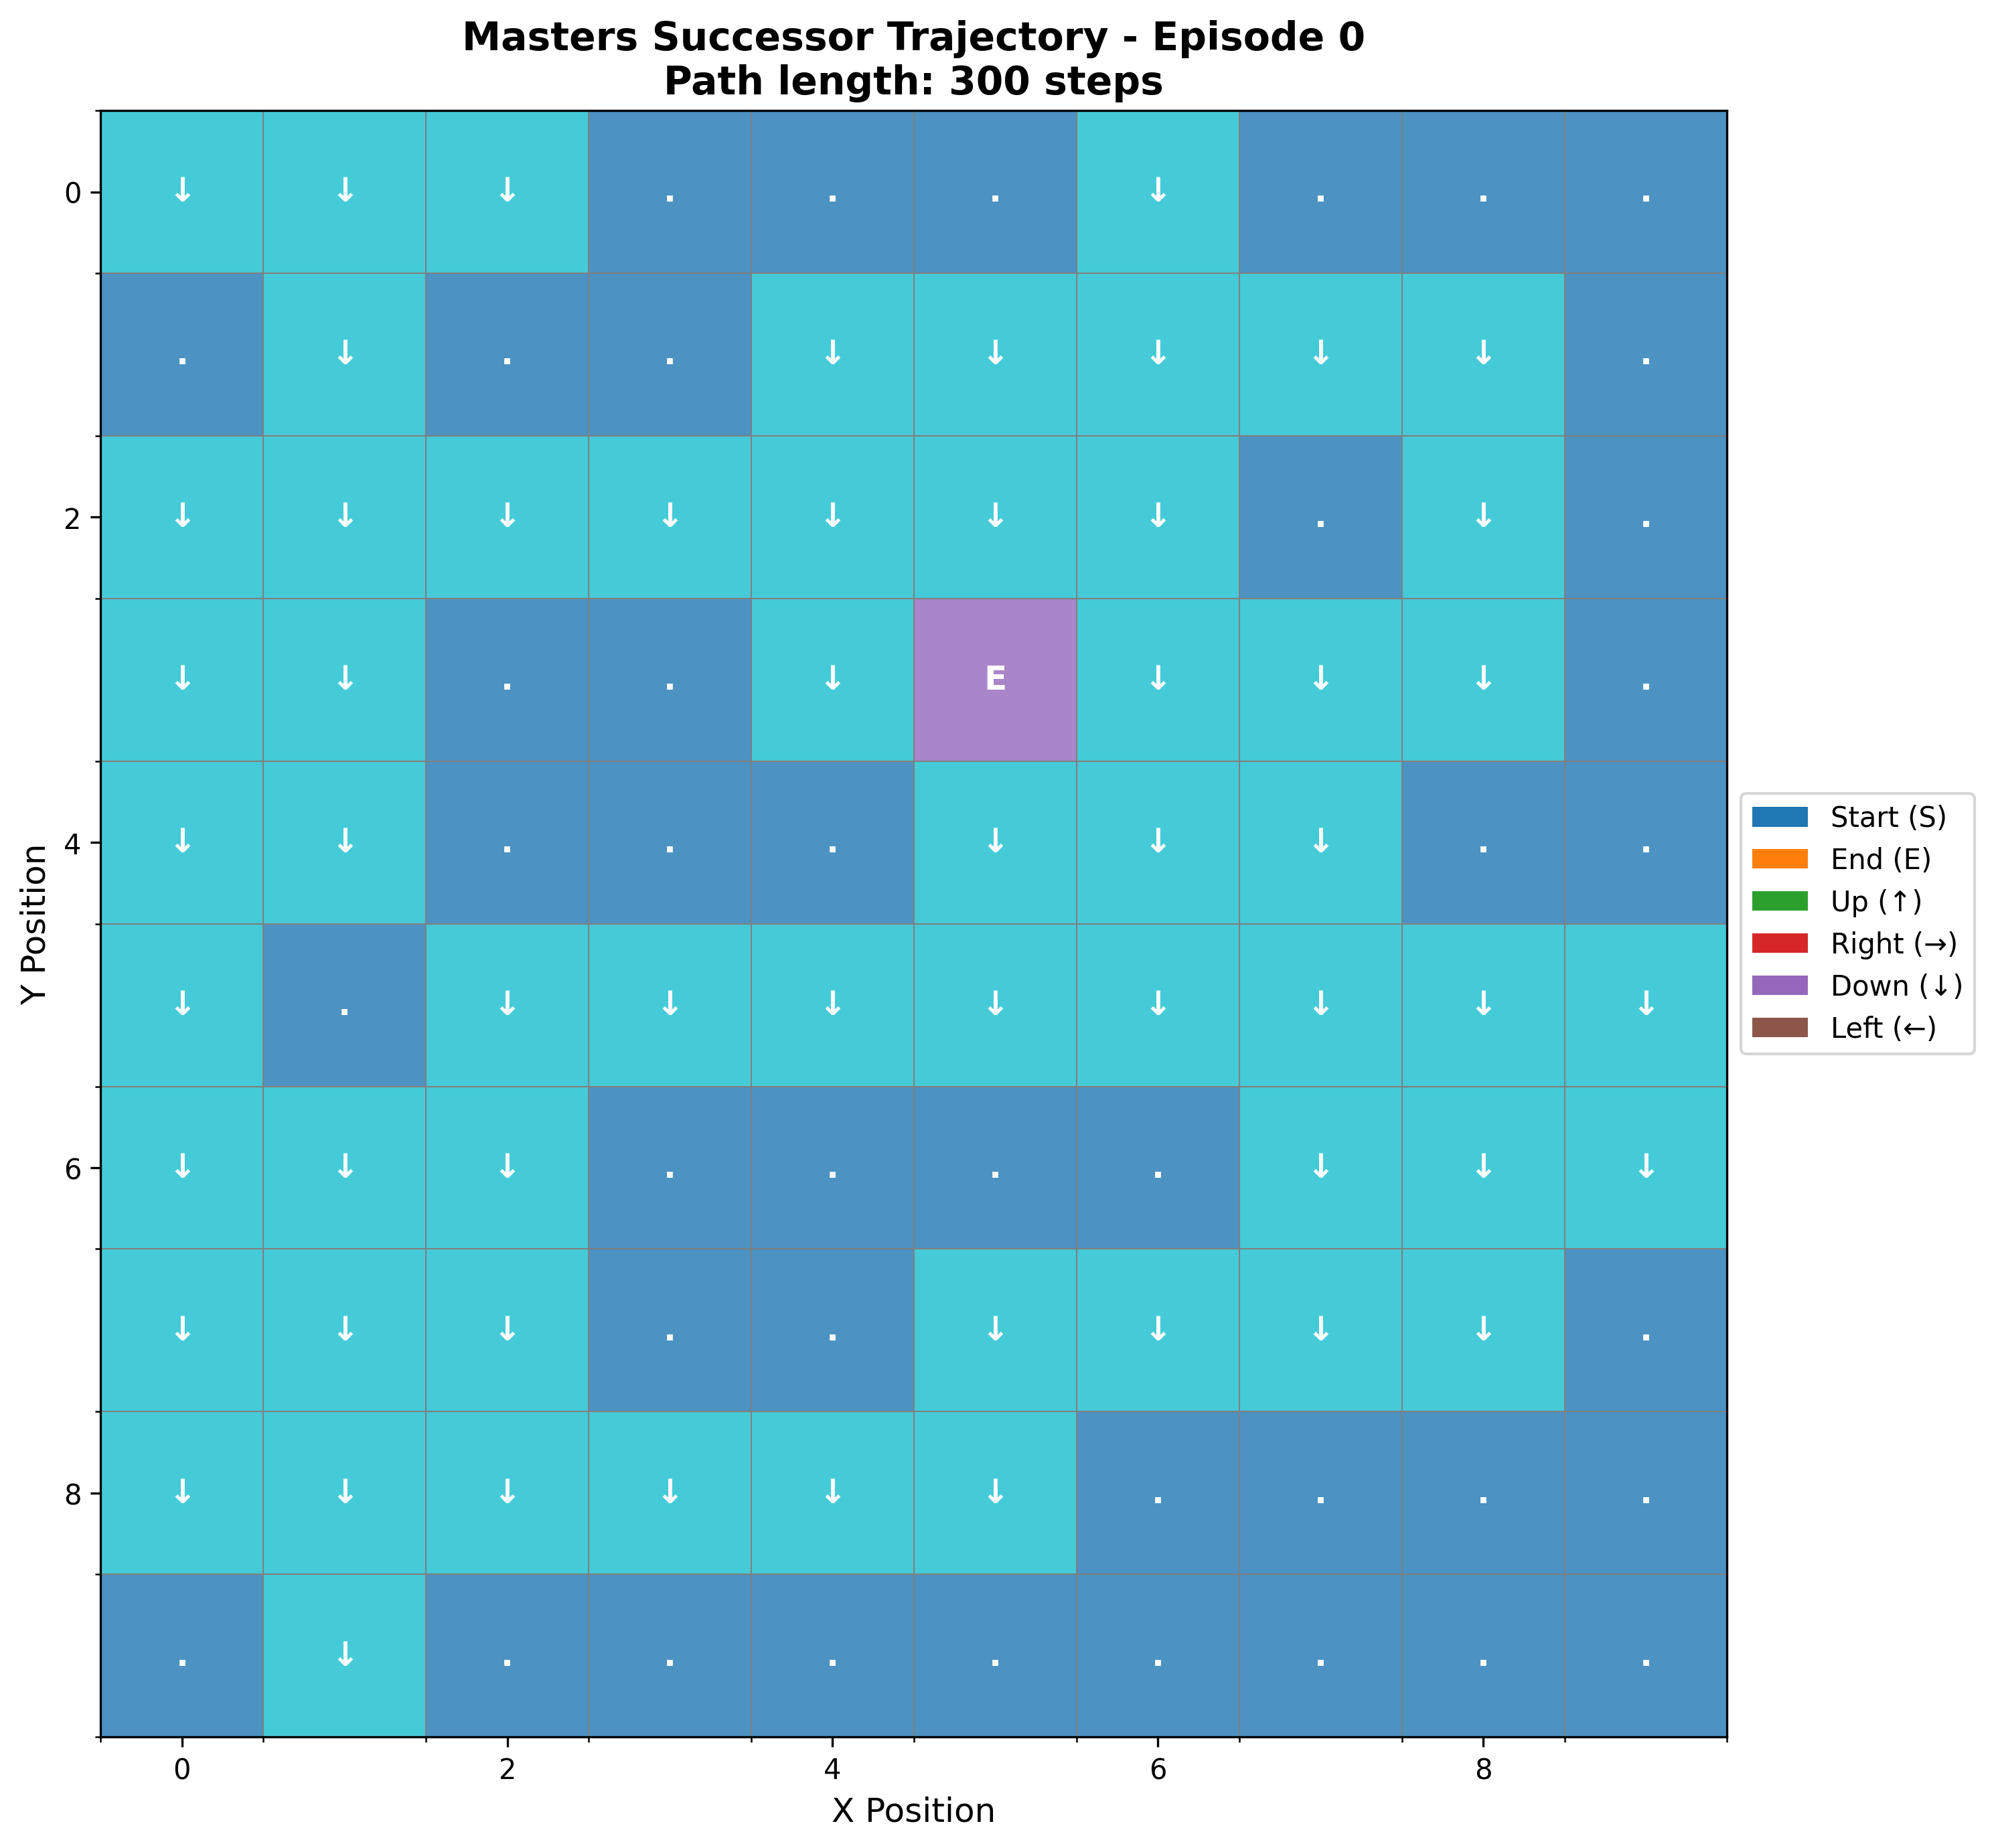 Masters Successor Trajectory - Episode 0
Path length: 300 steps
0 ↓ ↓ ↓ . . . ↓ . . .
. ↓ . . ↓ ↓ ↓ ↓ ↓ .
2 ↓ ↓ ↓ ↓ ↓ ↓ ↓ . ↓ .
↓ ↓ . . ↓ E ↓ ↓ ↓ .
4 ↓ ↓ . . . ↓ ↓ ↓ . .
↓ . ↓ ↓ ↓ ↓ ↓ ↓ ↓ ↓
6 ↓ ↓ ↓ . . . . ↓ ↓ ↓
↓ ↓ ↓ . . ↓ ↓ ↓ ↓ .
8 ↓ ↓ ↓ ↓ ↓ ↓ . . . .
. ↓ . . . . . . . .
0 2 4 6 8
X Position
Y Position
Start (S)
End (E)
Up (↑)
Right (→)
Down (↓)
Left (←)